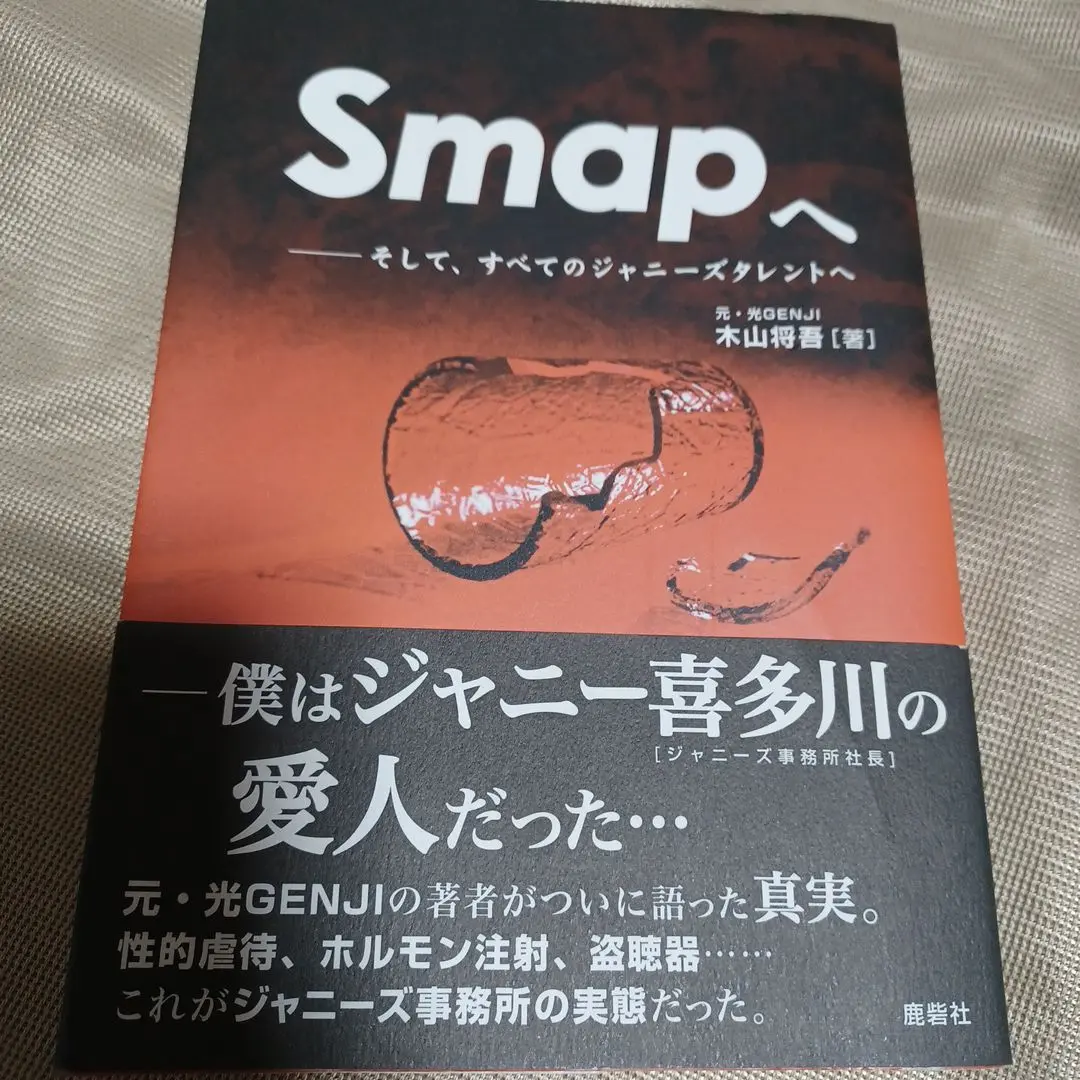 Smapへ
――そして、すべてのジャニーズタレントへ
元・光GENJI
木山将吾[著]
―僕はジャニー喜多川の
[ジャニーズ事務所社長]
愛人だった…
元・光GENJIの著者がついに語った真実。
性的虐待、ホルモン注射、盗聴器……
これがジャニーズ事務所の実態だった。
鹿砦社